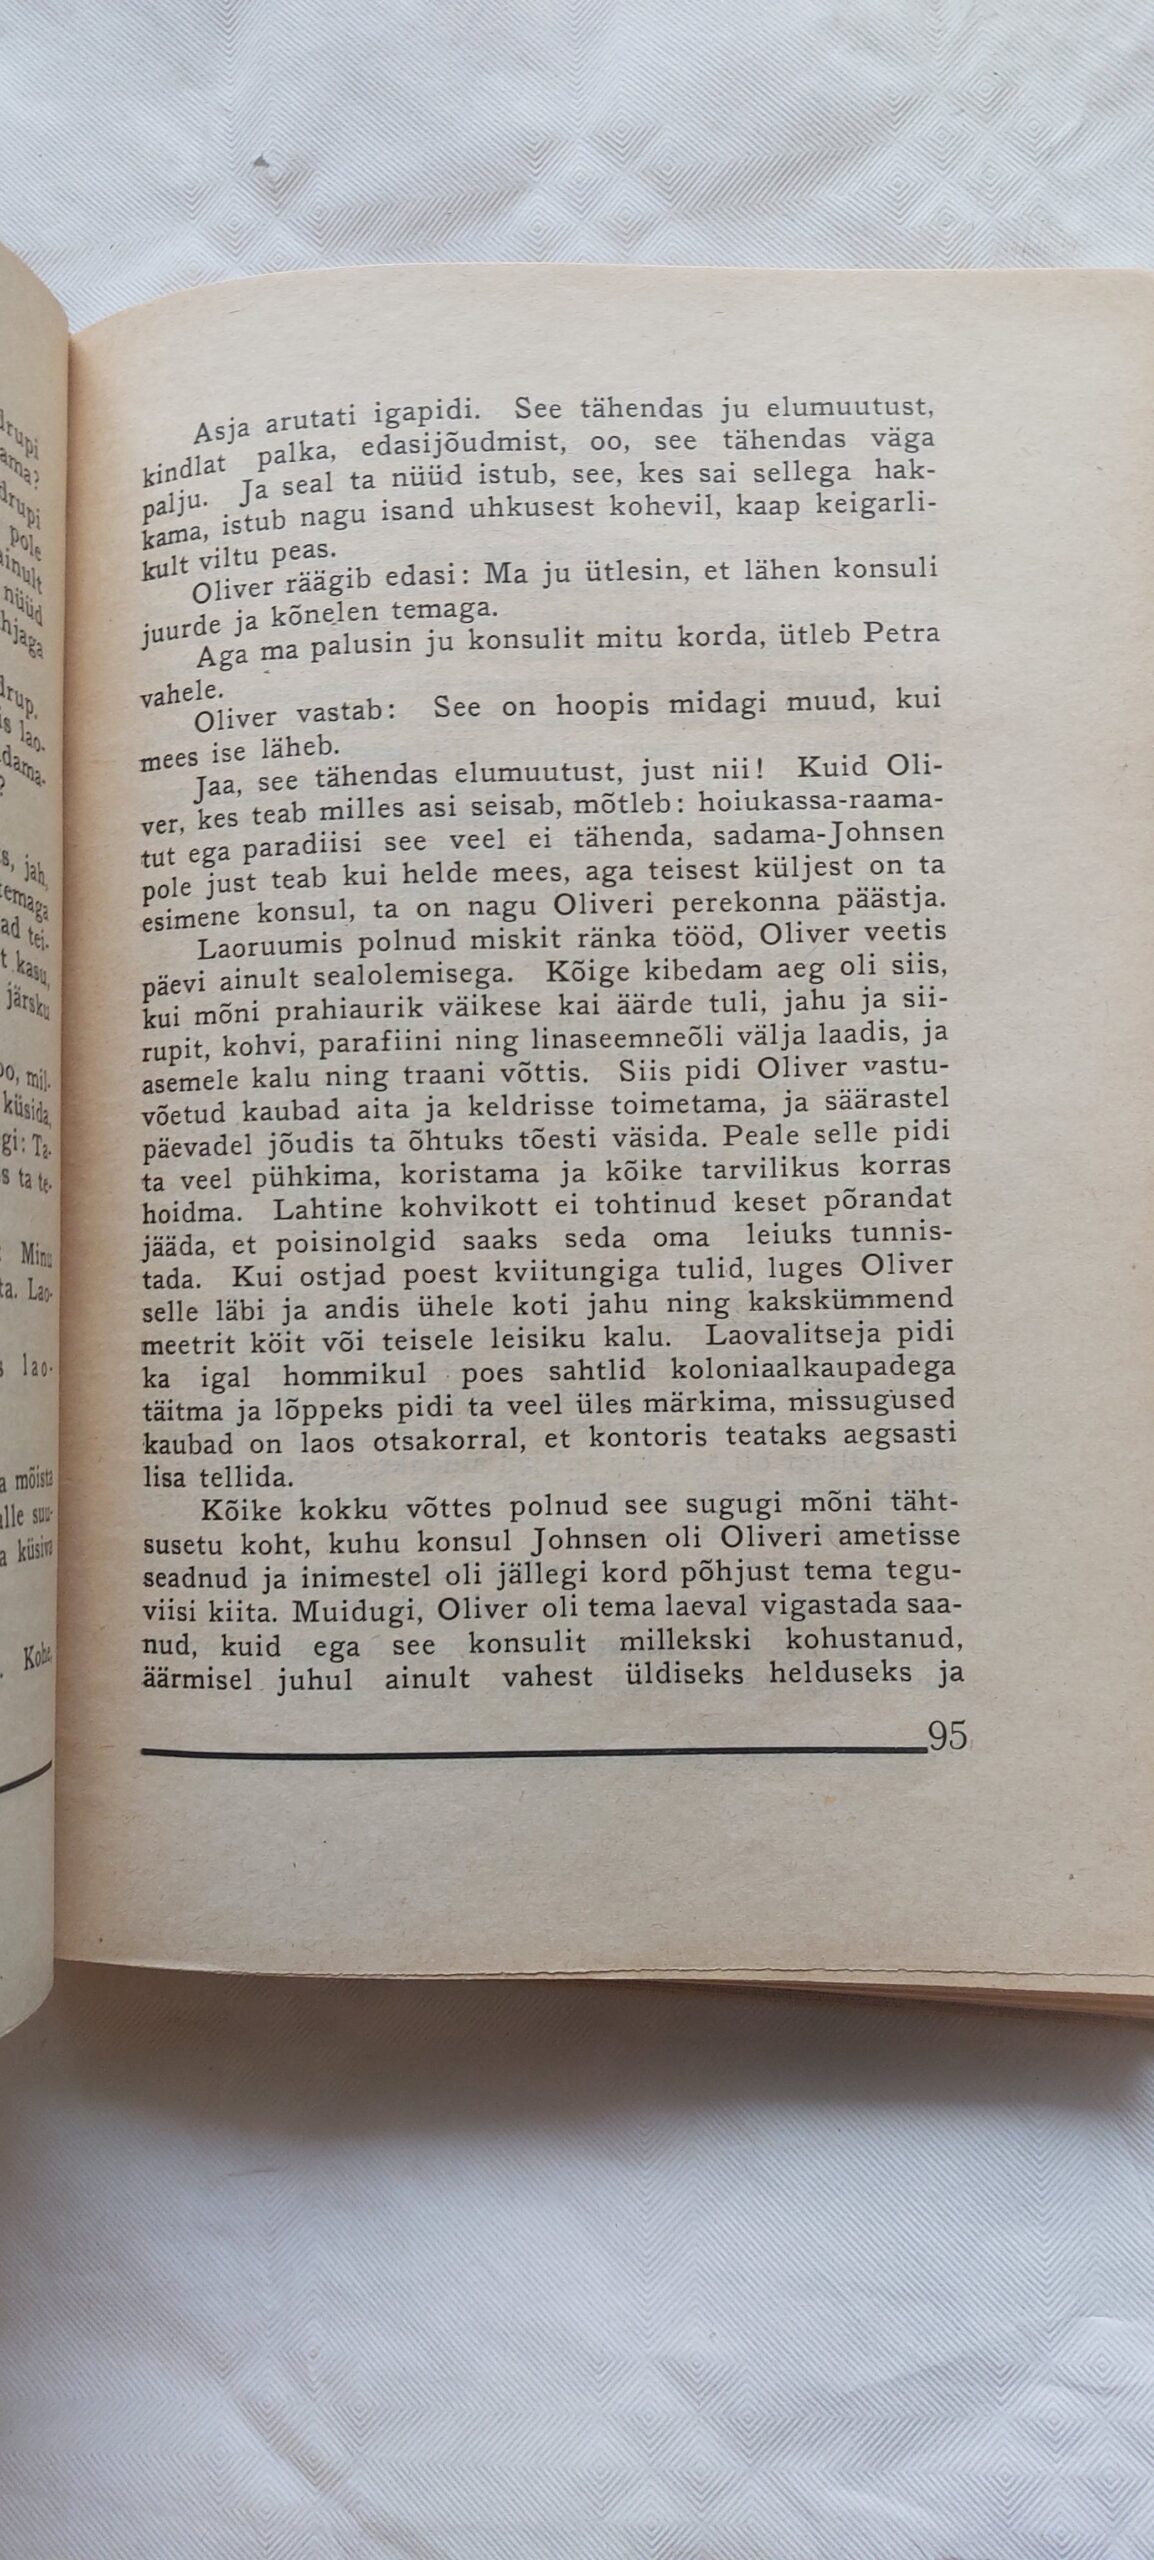 Asja arutati igapidi. See tähendas ju elumuutust,
kindlat palka, edasijõudmist, oo, see tähendas väga
palju. Ja seal ta nüüd istub, see, kes sai sellega hak-
kama, istub nagu isand uhkusest kohevil, kaap keigarli-
kult viltu peas.
Oliver räägib edasi: Ma ju ütlesin, et lähen konsuli
juurde ja kõnelen temaga.
Aga ma palusin ju konsulit mitu korda, ütleb Petra
vahele.
Oliver vastab: See on hoopis midagi muud, kui
mees ise läheb.
Jaa, see tähendas elumuutust, just nii! Kuid Oli-
ver, kes teab milles asi seisab, mõtleb: hoiukassa-raama-
tut ega paradiisi see veel ei tähenda, sadama-Johnsen
pole just teab kui helde mees, aga teisest küljest on ta
esimene konsul, ta on nagu Oliveri perekonna päästja.
Laoruumis polnud miskit ränka tööd, Oliver veetis
päevi ainult sealolemisega. Kõige kibedam aeg oli siis,
kui mõni prahiaurik väikese kai äärde tuli, jahu ja sii-
rupit, kohvi, parafiini ning linaseemneõli välja laadis, ja
asemele kalu ning traani võttis. Siis pidi Oliver vastu-
võetud kaubad aita ja keldrisse toimetama, ja säärastel
päevadel jõudis ta õhtuks tõesti väsida. Peale selle pidi
ta veel pühkima, koristama ja kõike tarvilikus korras
hoidma. Lahtine kohvikott ei tohtinud keset põrandat
jääda, et poisinolgid saaks seda oma leiuks tunnis-
tada. Kui ostjad poest kviitungiga tulid, luges Oliver
selle läbi ja andis ühele koti jahu ning kakskümmend
meetrit köit või teisele leisiku kalu. Laovalitseja pidi
ka igal hommikul poes sahtlid koloniaalkaupadega
täitma ja lõppeks pidi ta veel üles märkima, missugused
kaubad on laos otsakorral, et kontoris teataks aegsasti
lisa tellida.
Kõike kokku võttes polnud see sugugi mõni täht-
susetu koht, kuhu konsul Johnsen oli Oliveri ametisse
seadnud ja inimestel oli jällegi kord põhjust tema tegu-
viisi kiita. Muidugi, Oliver oli tema laeval vigastada saa-
nud, kuid ega see konsulit millekski kohustanud,
äärmisel juhul ainult vahest üldiseks helduseks ja
95